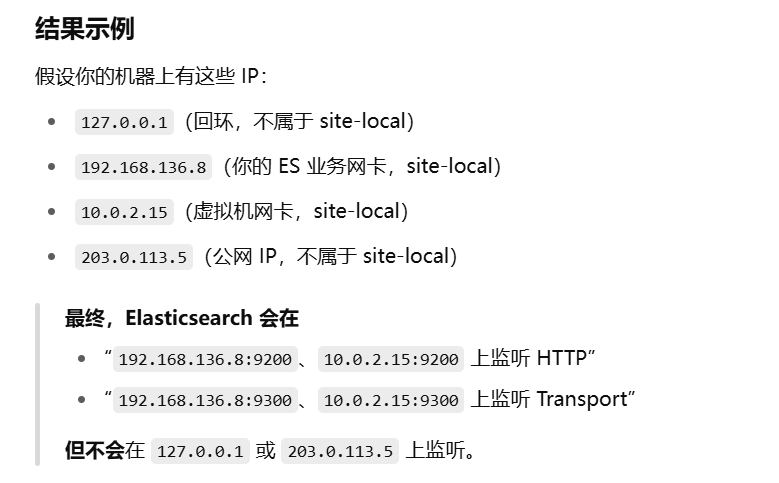 结果示例
假设你的机器上有这些 IP：
127.0.0.1（回环，不属于 site-local）
192.168.136.8（你的 ES 业务网卡，site-local）
10.0.2.15（虚拟机网卡，site-local）
203.0.113.5（公网 IP，不属于 site-local）
最终，Elasticsearch 会在
“192.168.136.8:9200、10.0.2.15:9200 上监听 HTTP”
“192.168.136.8:9300、10.0.2.15:9300 上监听 Transport”
但不会在 127.0.0.1 或 203.0.113.5 上监听。